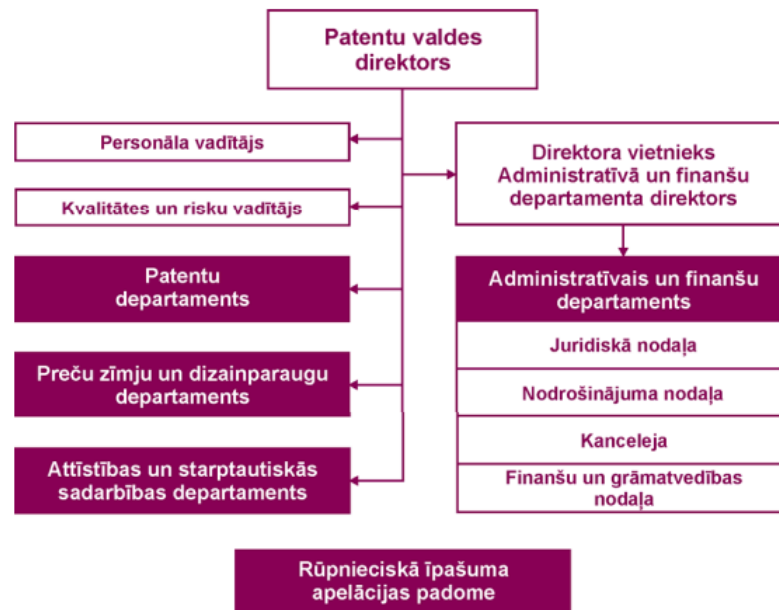 Patentu valdes
direktors
Personāla vadītājs
Kvalitātes un risku vadītājs
Patentu
departaments
Preču zīmju un dizainparaugu
departaments
Attīstības un starptautiskās
sadarbības departaments
Direktora vietnieks
Administratīvā un finanšu
departamenta direktors
Administratīvais un finanšu
departaments
Juridiskā nodaļa
Nodrošinājuma nodaļa
Kanceleja
Finanšu un grāmatvedības
nodaļa
Rūpnieciskā īpašuma
apelācijas padome